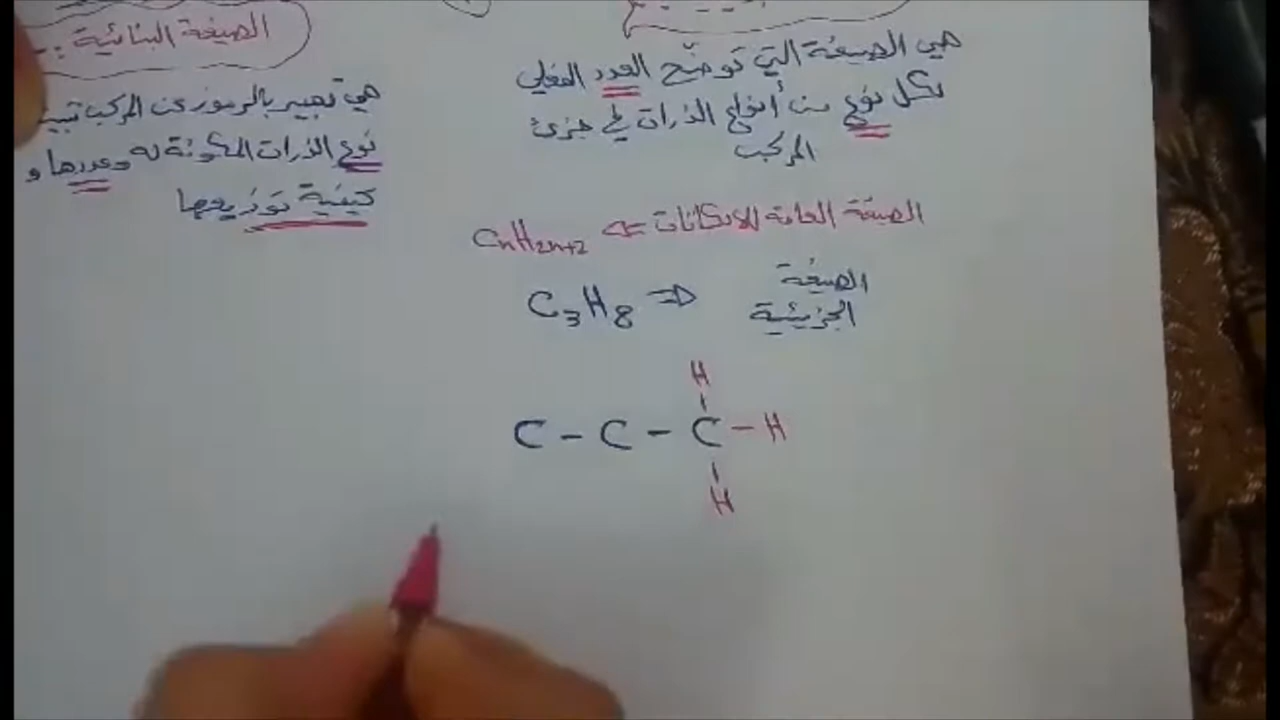 هي الصيغة التي توضّح العدد الفعلي
لكل نوع من أنواع الذرات في جزئ
المركب
الصيغة العامة للالكانات ⇐ CnH2n+2
الصيغة
الجزيئية
C3H8 ⇒
H
C - C - C - H
H
الصيغة البنائية :-
هي تعبير بالرموز عن المركب تبين
نوع الذرات المكونة له وعددها و
كيفية توزيعها